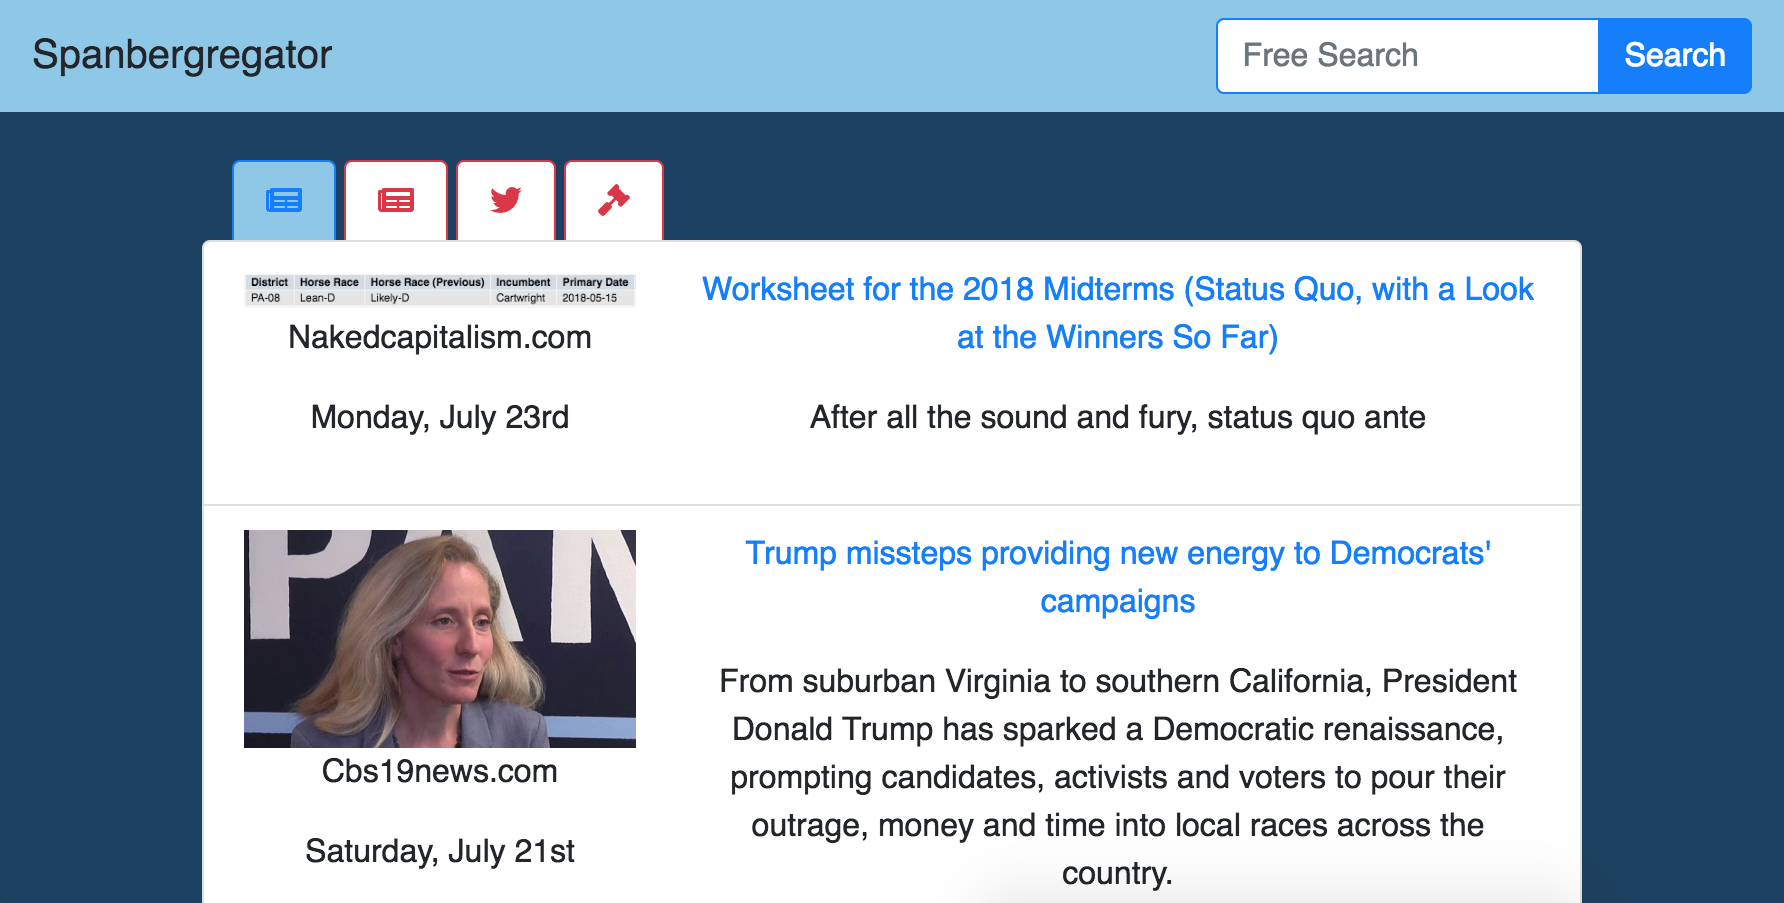 Spanbergregator
Free Search
Search
District Horse Race Horse Race (Previous) Incumbent Primary Date
PA-08 Lean-D Likely-D Cartwright 2018-05-15
Nakedcapitalism.com
Monday, July 23rd
Worksheet for the 2018 Midterms (Status Quo, with a Look
at the Winners So Far)
After all the sound and fury, status quo ante
PAN
Cbs19news.com
Saturday, July 21st
Trump missteps providing new energy to Democrats'
campaigns
From suburban Virginia to southern California, President
Donald Trump has sparked a Democratic renaissance,
prompting candidates, activists and voters to pour their
outrage, money and time into local races across the
country.